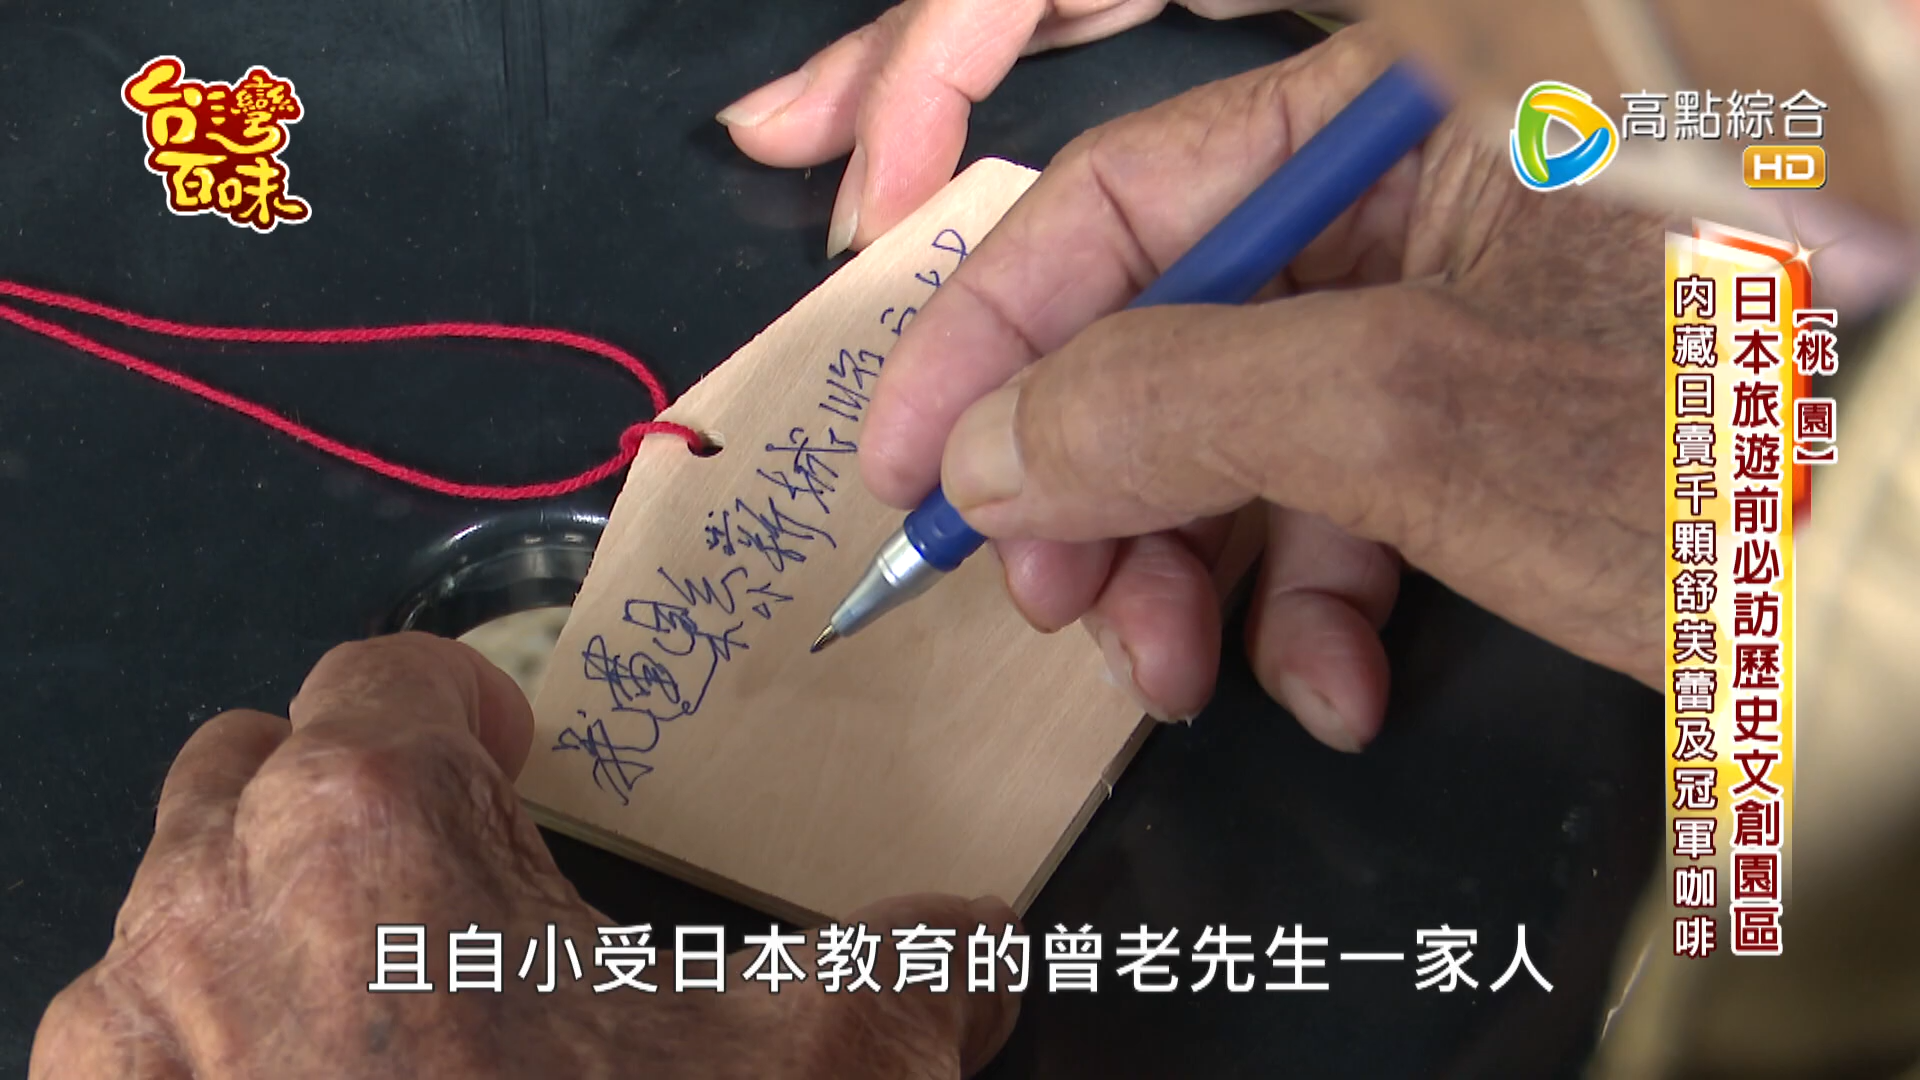 台灣
百味
高點綜合
HD
【桃園】
日本旅遊前必訪歷史文創園區
內藏日賣千顆舒芙蕾及冠軍咖啡
且自小受日本教育的曾老先生一家人